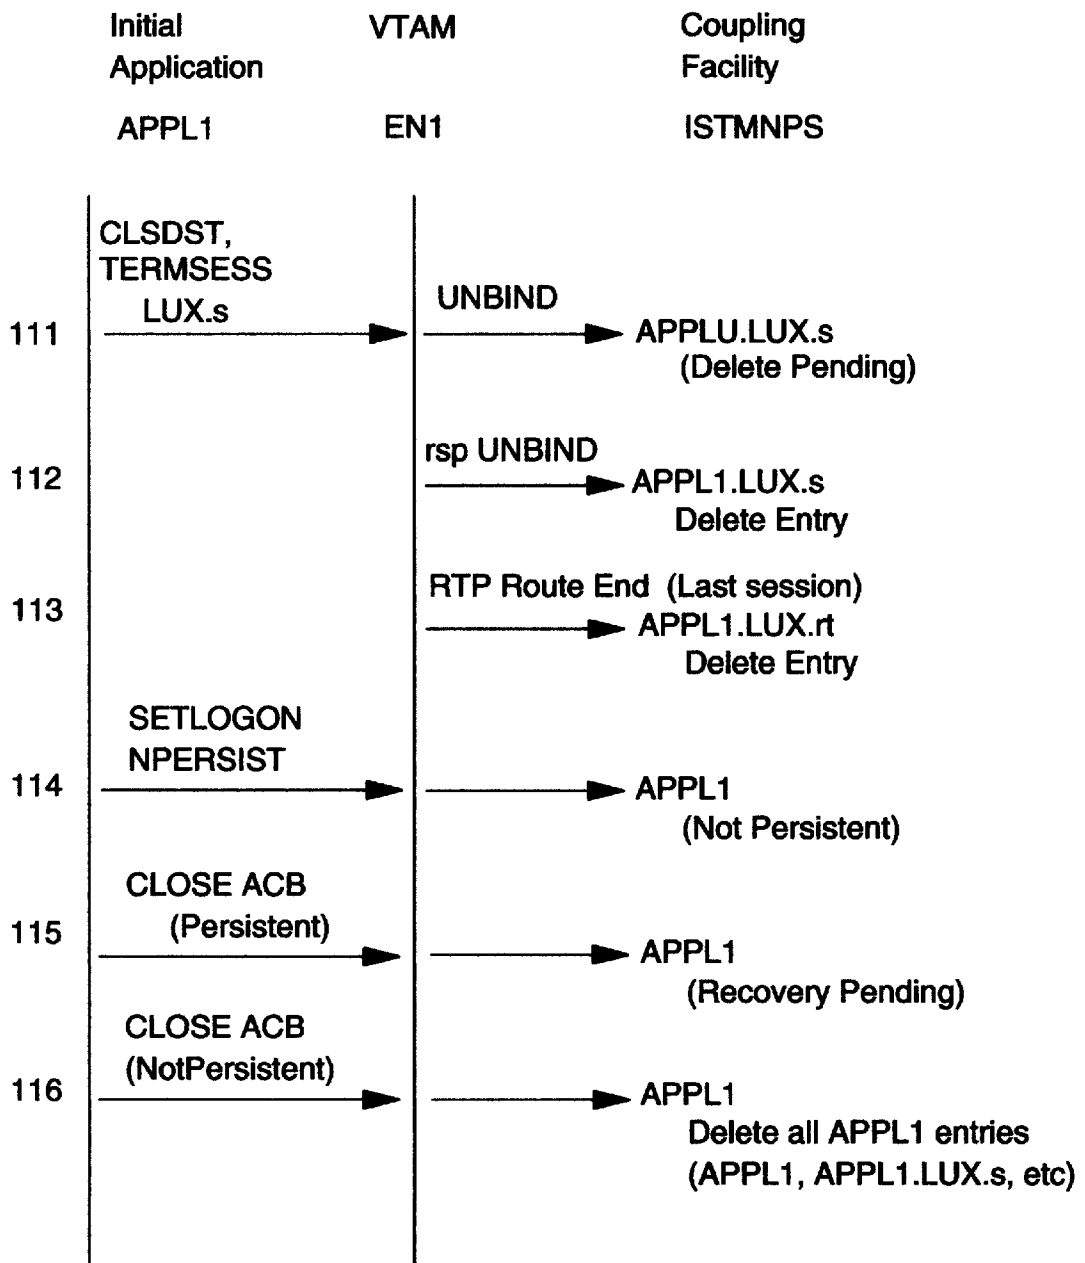 Initial Application
VTAM
Coupling Facility
APPL1
EN1
ISTMNPS
CLSDST,
TERMSESS
LUX.s
UNBIND
111
APPLU.LUX.s
(Delete Pending)
rsp UNBIND
112
APPL1.LUX.s
Delete Entry
RTP Route End (Last session)
113
APPL1.LUX.rt
Delete Entry
SETLOGON
NPERSIST
114
APPL1
(Not Persistent)
CLOSE ACB
(Persistent)
115
APPL1
(Recovery Pending)
CLOSE ACB
(NotPersistent)
116
APPL1
Delete all APPL1 entries
(APPL1, APPL1.LUX.s, etc)